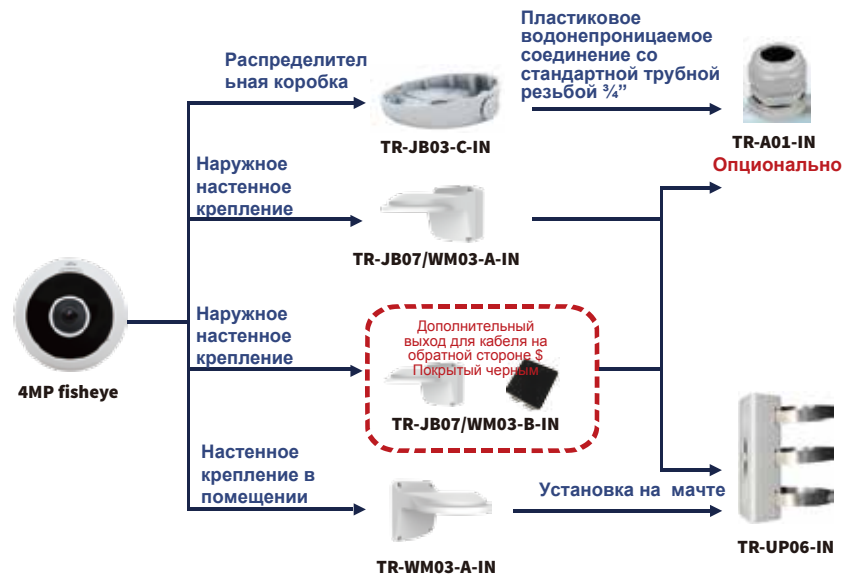 Распределител
ьная коробка
TR-JB03-C-IN
Пластиковое
водонепроницаемое
соединение со
стандартной трубной
резьбой ¾”
TR-A01-IN
Опционально
Наружное
настенное
крепление
TR-JB07/WM03-A-IN
4MP fisheye
Наружное
настенное
крепление
Дополнительный
выход для кабеля на
обратной стороне $
Покрытый черным
TR-JB07/WM03-B-IN
Настенное
крепление в
помещении
TR-WM03-A-IN
Установка на мачте
TR-UP06-IN